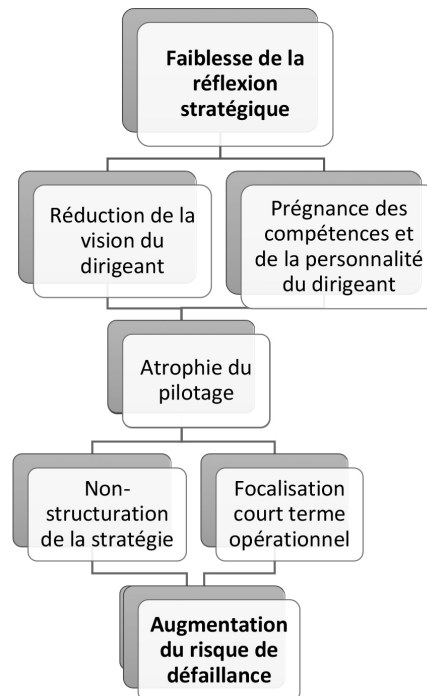 Faiblesse de la
réflexion
stratégique
Réduction de la
vision du
dirigeant
Prégnance des
compétences et
de la personnalité
du dirigeant
Atrophie du
pilotage
Non-
structuration
de la stratégie
Focalisation
court terme
opérationnel
Augmentation
du risque de
défaillance